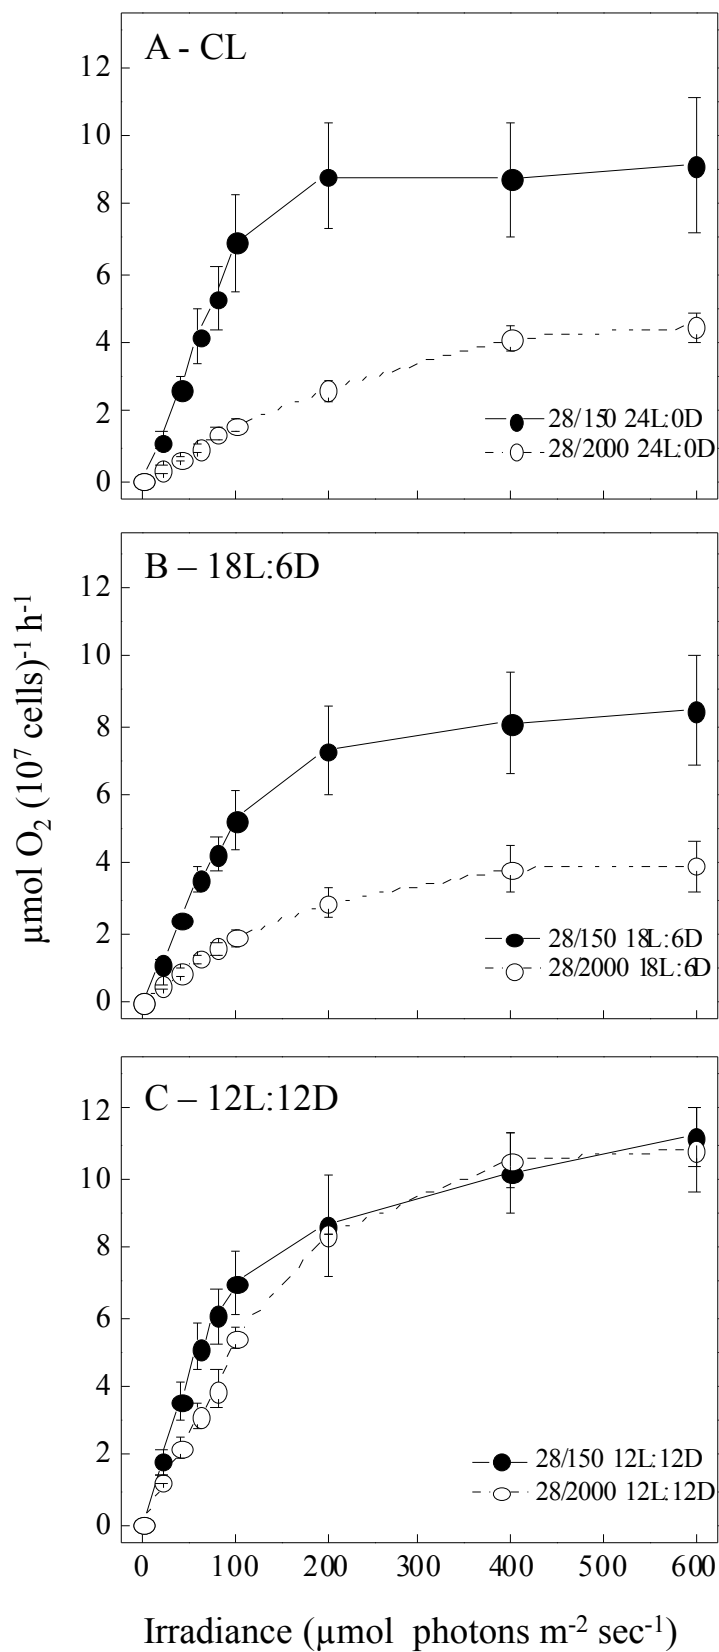 A - CL
12
10
8
6
4
2
0
28/150 24L:0D
28/2000 24L:0D
B – 18L:6D
12
10
8
6
4
2
0
28/150 18L:6D
28/2000 18L:6D
µmol O₂ (10⁷ cells)⁻¹ h⁻¹
C – 12L:12D
12
10
8
6
4
2
0
28/150 12L:12D
28/2000 12L:12D
0 100 200 300 400 500 600
Irradiance (µmol photons m⁻² sec⁻¹)